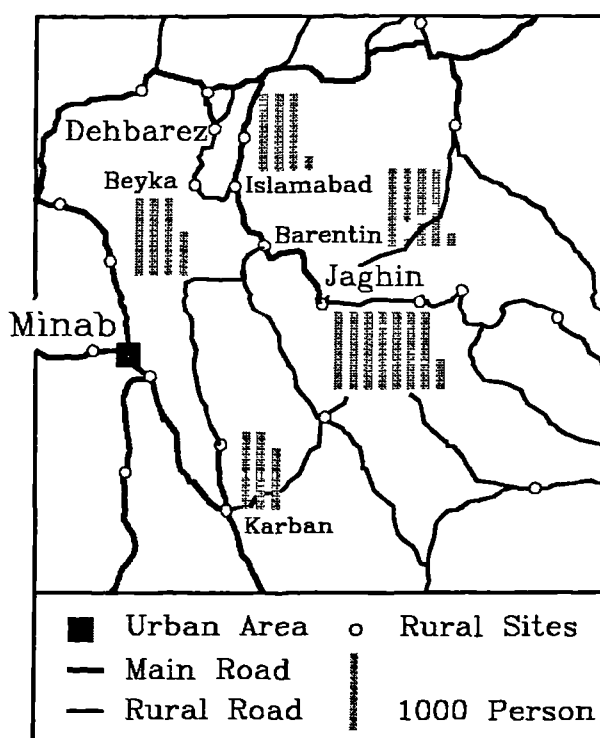 Dehbarez
Beyka
Islamabad
Barentin
Jaghin
Minab
Karban
Urban Area
Rural Sites
Main Road
Rural Road
1000 Person